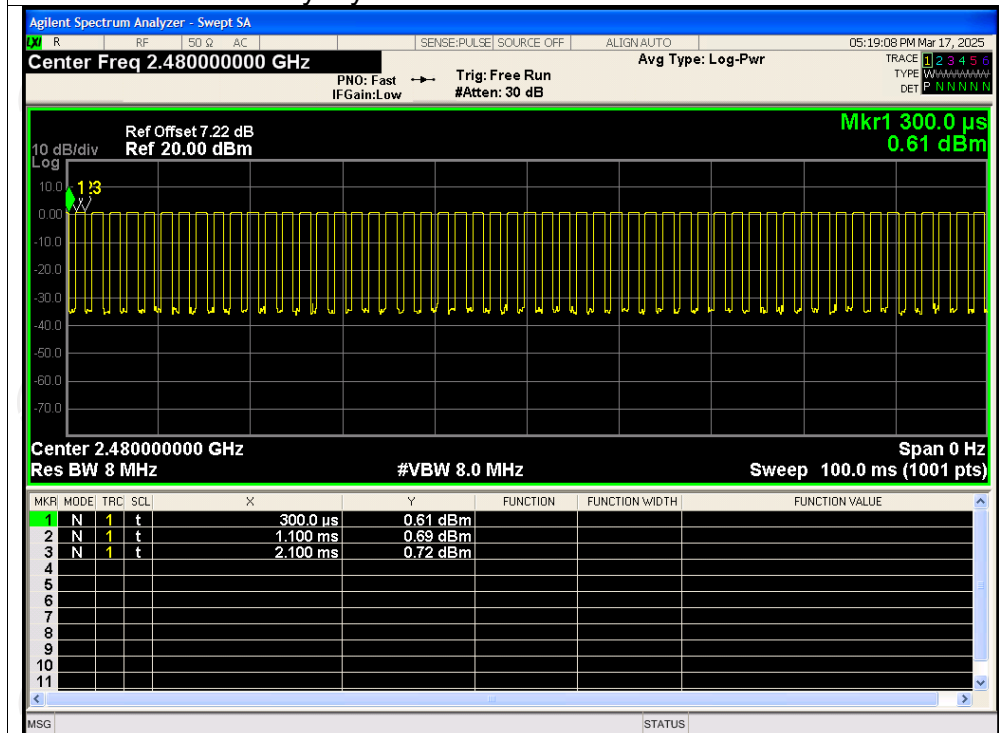 Agilent Spectrum Analyzer - Swept SA
LXI R RF 50 Ω AC SENSE:PULSE SOURCE OFF ALIGN AUTO 05:19:08 PM Mar 17, 2025
Center Freq 2.480000000 GHz
PNO: Fast Trig: Free Run Avg Type: Log-Pwr TRACE 1 2 3 4 5 6
IFGain:Low #Atten: 30 dB TYPE W
DET P N N N N N
Mkr1 300.0 µs
0.61 dBm
Ref Offset 7.22 dB
10 dB/div Ref 20.00 dBm
Log
10.0
0.00
-10.0
-20.0
-30.0
-40.0
-50.0
-60.0
-70.0
1 2 3
Center 2.480000000 GHz Span 0 Hz
Res BW 8 MHz #VBW 8.0 MHz Sweep 100.0 ms (1001 pts)
MKR MODE TRC SCL X Y FUNCTION FUNCTION WIDTH FUNCTION VALUE
1 N 1 t 300.0 µs 0.61 dBm
2 N 1 t 1.100 ms 0.69 dBm
3 N 1 t 2.100 ms 0.72 dBm
4
5
6
7
8
9
10
11
MSG STATUS